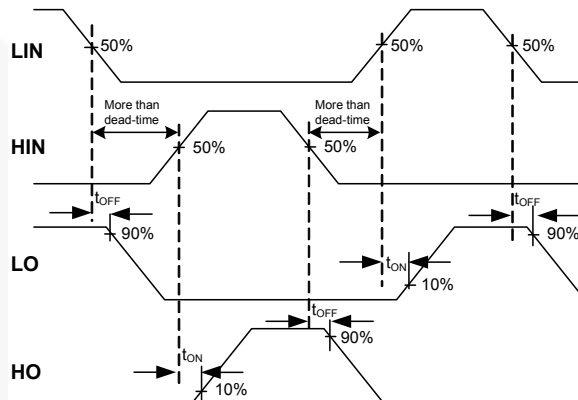 LIN
50%
50%
50%
More than
dead-time
More than
dead-time
HIN
50%
50%
tOFF
90%
tOFF
90%
LO
tON
10%
tOFF
90%
tON
10%
HO